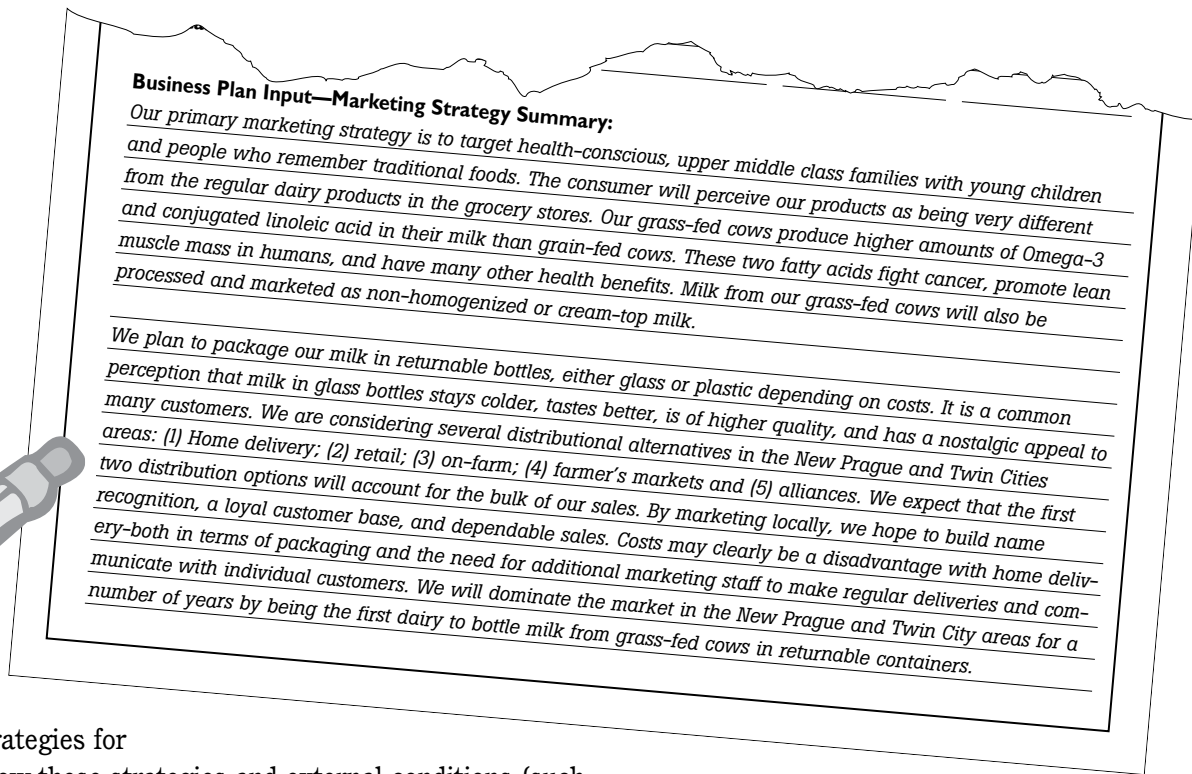 Business Plan Input—Marketing Strategy Summary:
Our primary marketing strategy is to target health-conscious, upper middle class families with young children
and people who remember traditional foods. The consumer will perceive our products as being very different
from the regular dairy products in the grocery stores. Our grass-fed cows produce higher amounts of Omega-3
and conjugated linoleic acid in their milk than grain-fed cows. These two fatty acids fight cancer, promote lean
muscle mass in humans, and have many other health benefits. Milk from our grass-fed cows will also be
processed and marketed as non-homogenized or cream-top milk.
We plan to package our milk in returnable bottles, either glass or plastic depending on costs. It is a common
perception that milk in glass bottles stays colder, tastes better, is of higher quality, and has a nostalgic appeal to
many customers. We are considering several distributional alternatives in the New Prague and Twin Cities
areas: (1) Home delivery; (2) retail; (3) on-farm; (4) farmer's markets and (5) alliances. We expect that the first
two distribution options will account for the bulk of our sales. By marketing locally, we hope to build name
recognition, a loyal customer base, and dependable sales. Costs may clearly be a disadvantage with home deliv-
ery–both in terms of packaging and the need for additional marketing staff to make regular deliveries and com-
municate with individual customers. We will dominate the market in the New Prague and Twin City areas for a
number of years by being the first dairy to bottle milk from grass-fed cows in returnable containers.
rategies for
these strategies and external conditions (such